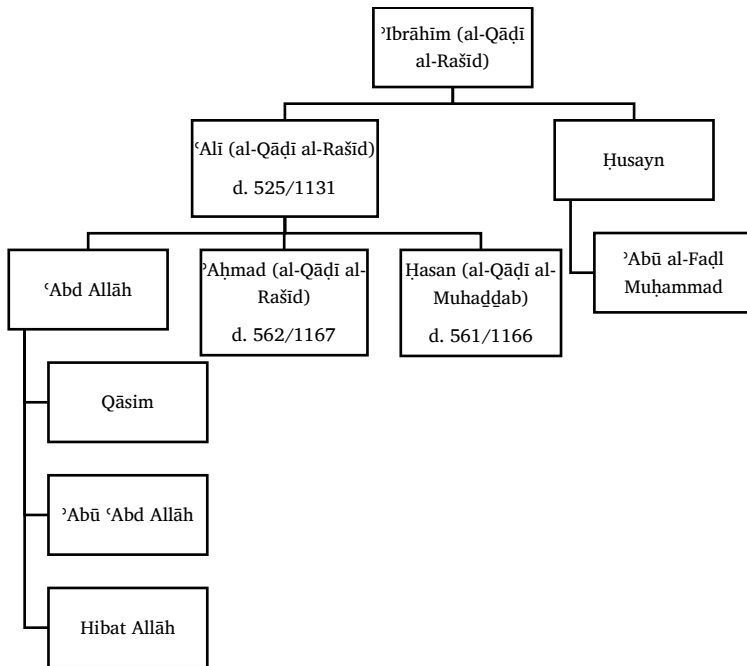 ʾIbrāhīm (al-Qāḍī
al-Rašīd)
ʿAlī (al-Qāḍī al-Rašīd)
d. 525/1131
Ḥusayn
ʿAbd Allāh
ʾAḥmad (al-Qāḍī al-
Rašīd)
d. 562/1167
Ḥasan (al-Qāḍī al-
Muhaḏḏab)
d. 561/1166
ʾAbū al-Faḍl
Muḥammad
Qāsim
ʾAbū ʿAbd Allāh
Hibat Allāh